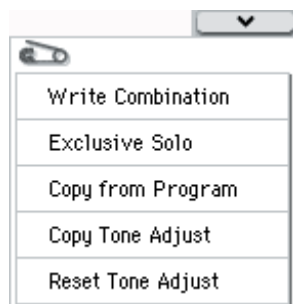 Write Combination
Exclusive Solo
Copy from Program
Copy Tone Adjust
Reset Tone Adjust